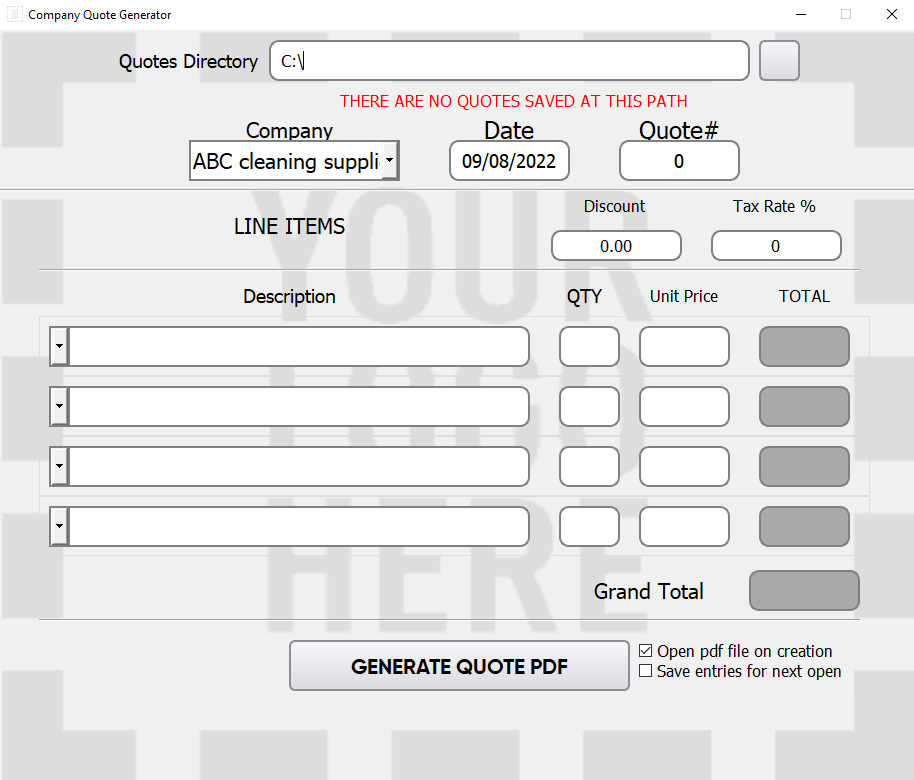 Company Quote Generator
Quotes Directory C:\
THERE ARE NO QUOTES SAVED AT THIS PATH
Company Date Quote#
ABC cleaning suppli 09/08/2022 0
LINE ITEMS Discount Tax Rate %
0.00 0
Description QTY Unit Price TOTAL
Grand Total
GENERATE QUOTE PDF
Open pdf file on creation
Save entries for next open
YOUR
LOGO
HERE